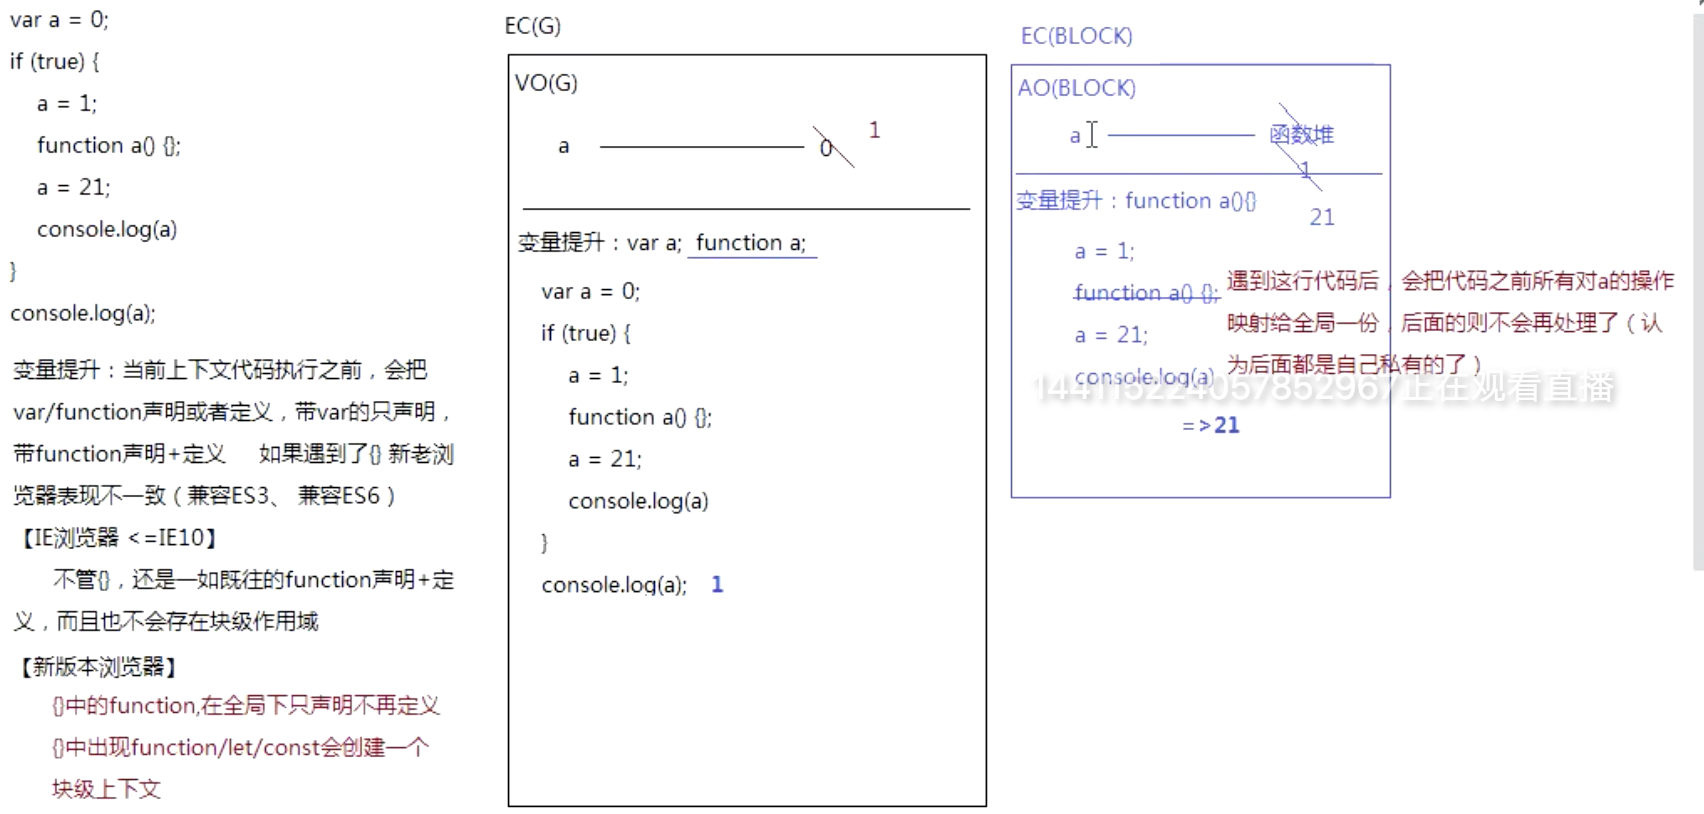 var a = 0;
if (true) {
a = 1;
function a() {};
a = 21;
console.log(a)
}
console.log(a);
变量提升：当前上下文代码执行之前，会把
var/function声明或者定义，带var的只声明，
带function声明+定义 如果遇到了{} 新老浏
览器表现不一致（兼容ES3、 兼容ES6）
【IE浏览器 <=IE10】
不管{}，还是一如既往的function声明+定
义，而且也不会存在块级作用域
【新版本浏览器】
{}中的function,在全局下只声明不再定义
{}中出现function/let/const会创建一个
块级上下文
EC(G)
VO(G)
a 0 1
变量提升：var a; function a;
var a = 0;
if (true) {
a = 1;
function a() {};
a = 21;
console.log(a)
}
console.log(a); 1
EC(BLOCK)
AO(BLOCK)
a 函数堆
1
变量提升：function a(){}
21
a = 1;
function a() {};
a = 21;
console.log(a)
=>21
遇到这行代码后，会把代码之前所有对a的操作
映射给全局一份，后面的则不会再处理了（认
为后面都是自己私有的了）
144115224057852967正在观看直播